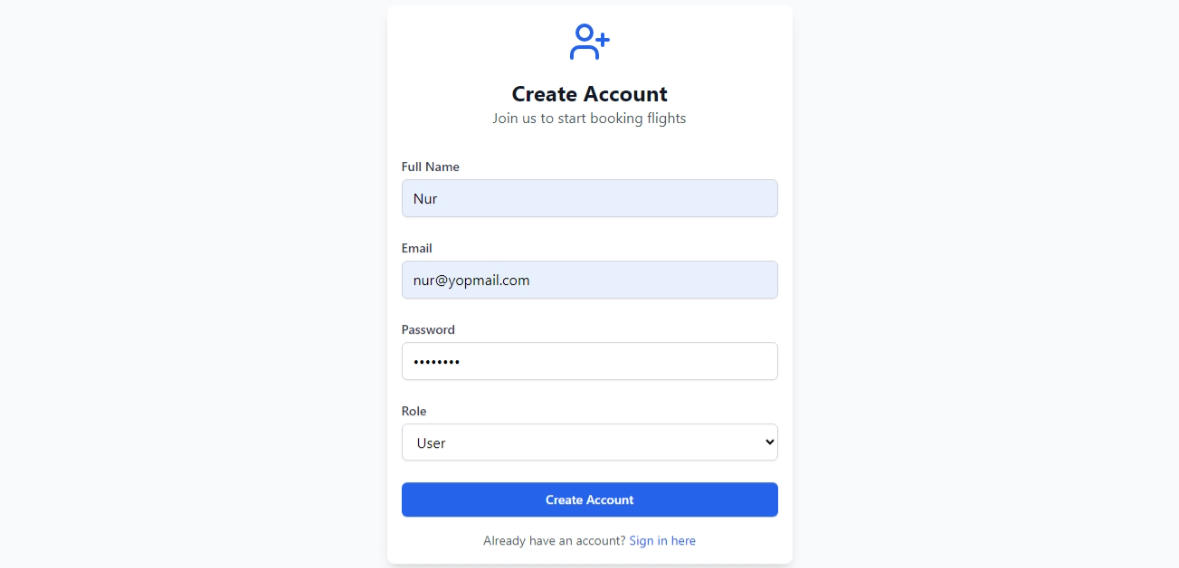 Create Account
Join us to start booking flights
Full Name
Nur
Email
nur@yopmail.com
Password
••••••••
Role
User
Create Account
Already have an account? Sign in here